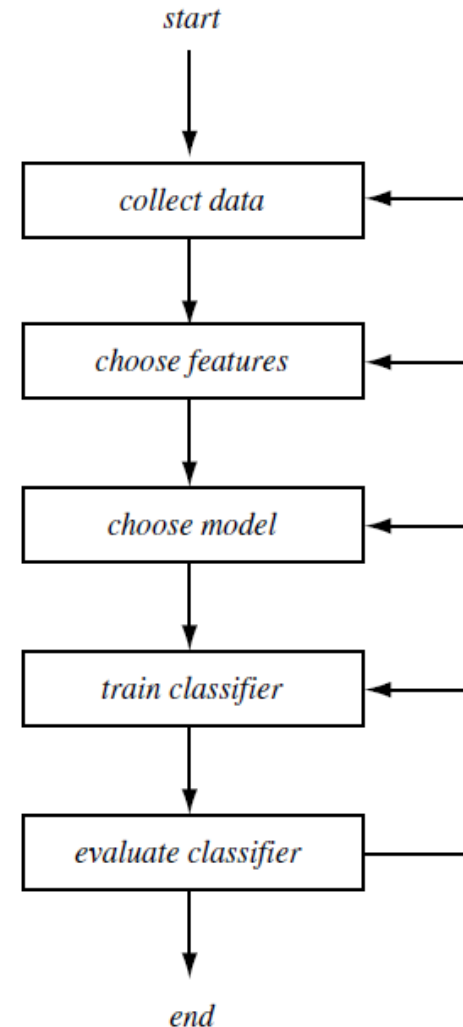 start
collect data
choose features
choose model
train classifier
evaluate classifier
end